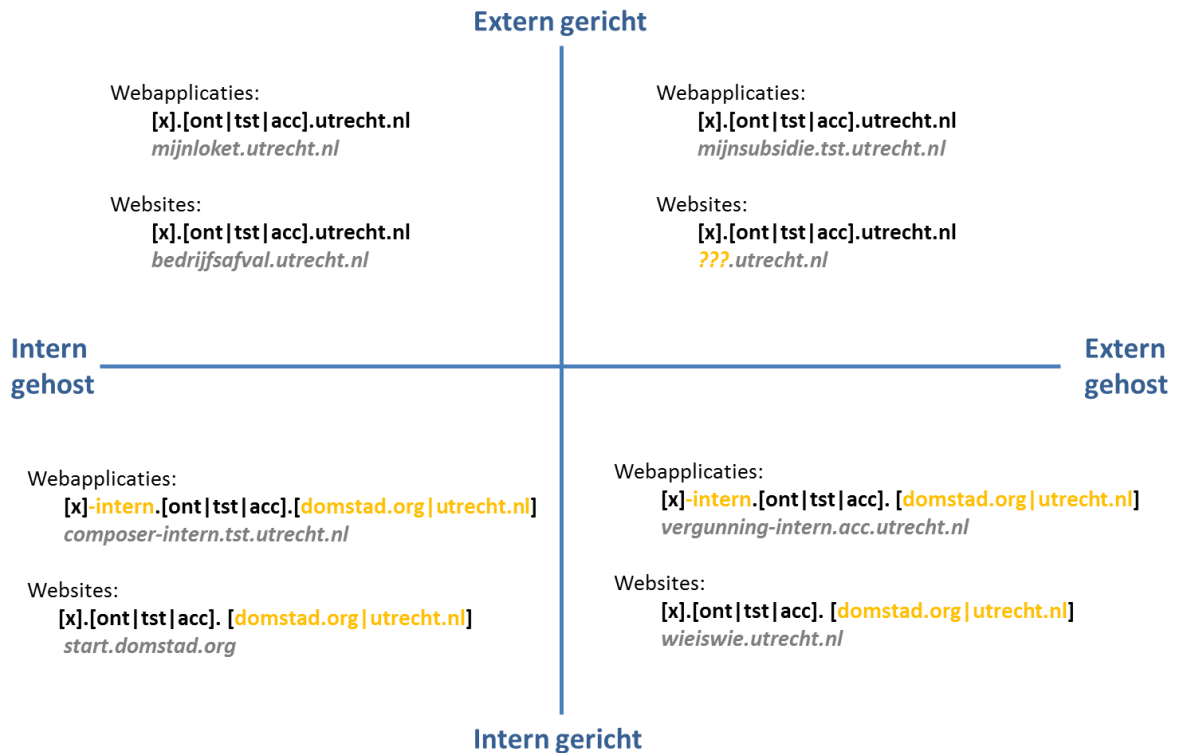 Extern gericht
Webapplicaties:
[x].[ont|tst|acc].utrecht.nl
mijnloket.utrecht.nl
Websites:
[x].[ont|tst|acc].utrecht.nl
bedrijfsafval.utrecht.nl
Webapplicaties:
[x].[ont|tst|acc].utrecht.nl
mijnsubsidie.tst.utrecht.nl
Websites:
[x].[ont|tst|acc].utrecht.nl
???.utrecht.nl
Intern
gehost
Extern
gehost
Webapplicaties:
[x]-intern.[ont|tst|acc].[domstad.org|utrecht.nl]
composer-intern.tst.utrecht.nl
Websites:
[x].[ont|tst|acc]. [domstad.org|utrecht.nl]
start.domstad.org
Webapplicaties:
[x]-intern.[ont|tst|acc]. [domstad.org|utrecht.nl]
vergunning-intern.acc.utrecht.nl
Websites:
[x].[ont|tst|acc]. [domstad.org|utrecht.nl]
wieiswie.utrecht.nl
Intern gericht